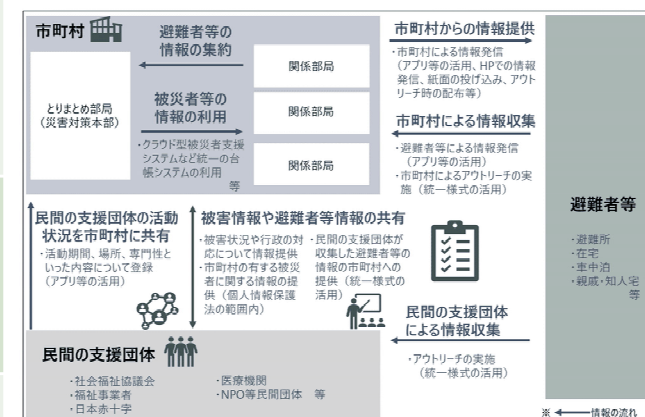 市町村
避難者等の
情報の集約
とりまとめ部局
(災害対策本部)
被災者等の
情報の利用
・クラウド型被災者支援
システムなど統一の台
帳システムの利用
等
関係部局
関係部局
関係部局
市町村からの情報提供
・市町村による情報発信
(アプリ等の活用、HPでの情報
発信、紙面の投げ込み、アウト
リーチ時の配布等)
市町村による情報収集
・避難者等による情報発信
(アプリ等の活用)
・市町村によるアウトリーチの実
施(統一様式の活用)
避難者等
・避難所
・在宅
・車中泊
・親戚・知人宅
等
民間の支援団体の活動
状況を市町村に共有
・活動期間、場所、専門性と
いった内容について登録
(アプリ等の活用)
被害情報や避難者等情報の共有
・被害状況や行政の対
応について情報提供
・市町村の有する被災
者に関する情報の提
供(個人情報保護
法の範囲内)
・民間の支援団体が
収集した避難者等の
情報の市町村への
提供(統一様式の
活用)
民間の支援団体
による情報収集
・アウトリーチの実施
(統一様式の活用)
民間の支援団体
・社会福祉協議会
・福祉事業者
・日本赤十字
・医療機関
・NPO等民間団体 等
※ 情報の流れ